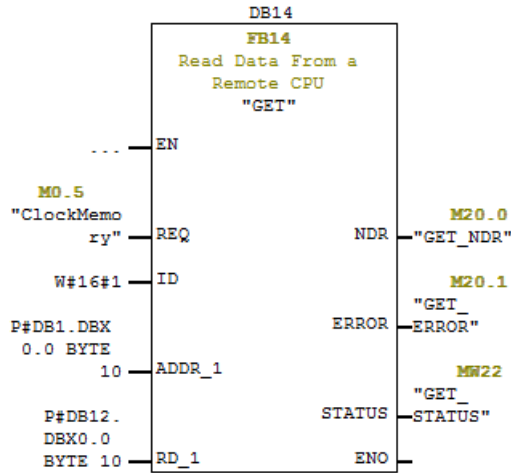 DB14
FB14
Read Data From a
Remote CPU
"GET"
... EN
M0.5
"ClockMemo
ry" REQ
NDR
M20.0
"GET_NDR"
W#16#1 ID
M20.1
"GET_
ERROR"
ERROR
P#DB1.DBX
0.0 BYTE
10 ADDR_1
MW22
"GET_
STATUS"
STATUS
P#DB12.
DBX0.0
BYTE 10 RD_1
ENO